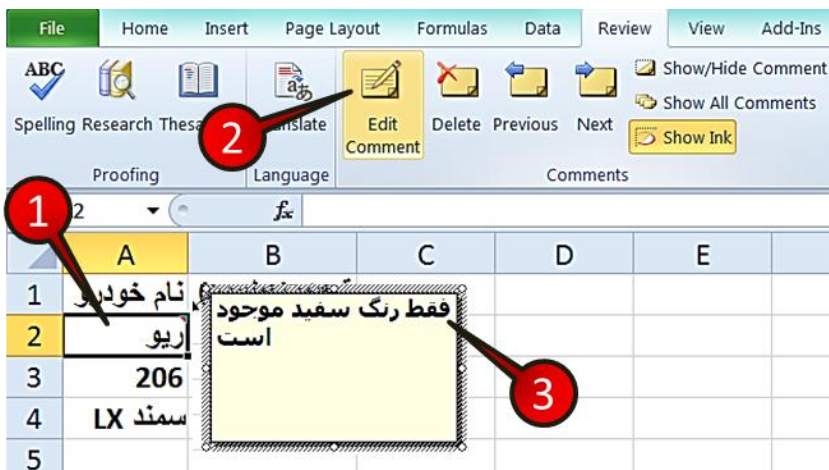 File Home Insert Page Layout Formulas Data Review View Add-Ins
ABC
Spelling Research
Edit Comment
Delete Previous Next
Show/Hide Comment
Show All Comments
Show Ink
Proofing Language Comments
2
1
2 fx
A B C D E
1 نام خودرو
2 ریو
3 206
4 سمند LX
5
فقط رنگ سفید موجود
است
3